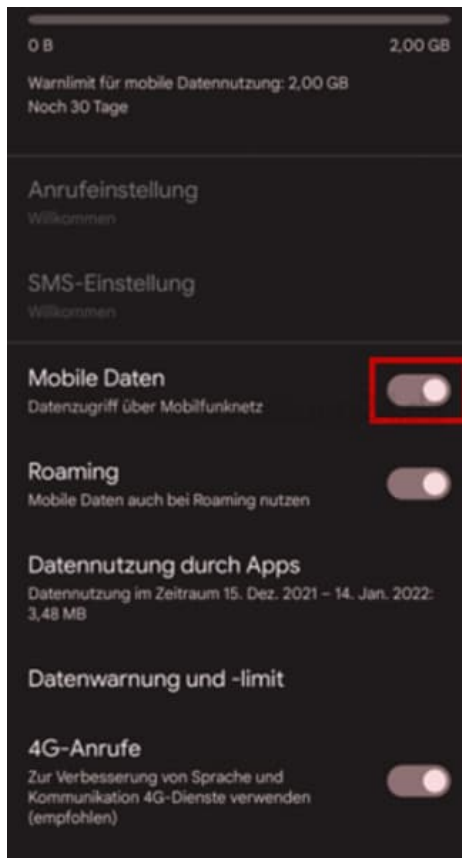 0 B 2,00 GB
Warnlimit für mobile Datennutzung: 2,00 GB
Noch 30 Tage
Anrufeinstellung
Willkommen
SMS-Einstellung
Willkommen
Mobile Daten
Datenzugriff über Mobilfunknetz
Roaming
Mobile Daten auch bei Roaming nutzen
Datennutzung durch Apps
Datennutzung im Zeitraum 15. Dez. 2021 – 14. Jan. 2022:
3,48 MB
Datenwarnung und -limit
4G-Anrufe
Zur Verbesserung von Sprache und
Kommunikation 4G-Dienste verwenden
(empfohlen)